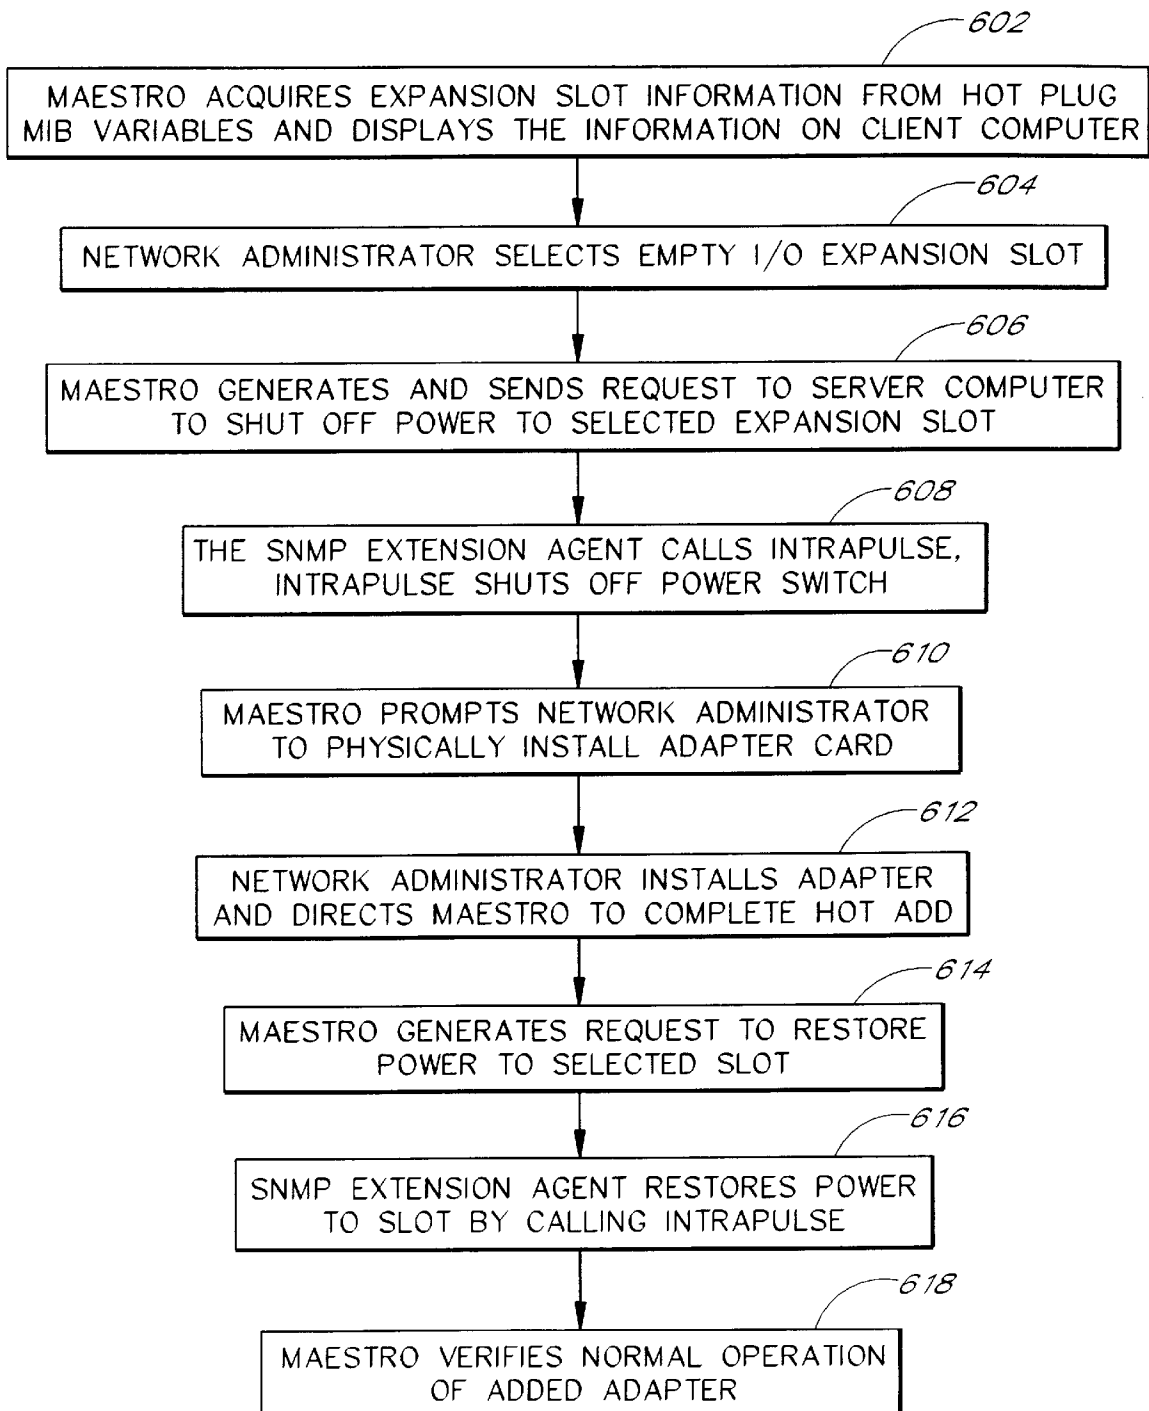 602
MAESTRO ACQUIRES EXPANSION SLOT INFORMATION FROM HOT PLUG
MIB VARIABLES AND DISPLAYS THE INFORMATION ON CLIENT COMPUTER
604
NETWORK ADMINISTRATOR SELECTS EMPTY I/O EXPANSION SLOT
606
MAESTRO GENERATES AND SENDS REQUEST TO SERVER COMPUTER
TO SHUT OFF POWER TO SELECTED EXPANSION SLOT
608
THE SNMP EXTENSION AGENT CALLS INTRAPULSE,
INTRAPULSE SHUTS OFF POWER SWITCH
610
MAESTRO PROMPTS NETWORK ADMINISTRATOR
TO PHYSICALLY INSTALL ADAPTER CARD
612
NETWORK ADMINISTRATOR INSTALLS ADAPTER
AND DIRECTS MAESTRO TO COMPLETE HOT ADD
614
MAESTRO GENERATES REQUEST TO RESTORE
POWER TO SELECTED SLOT
616
SNMP EXTENSION AGENT RESTORES POWER
TO SLOT BY CALLING INTRAPULSE
618
MAESTRO VERIFIES NORMAL OPERATION
OF ADDED ADAPTER